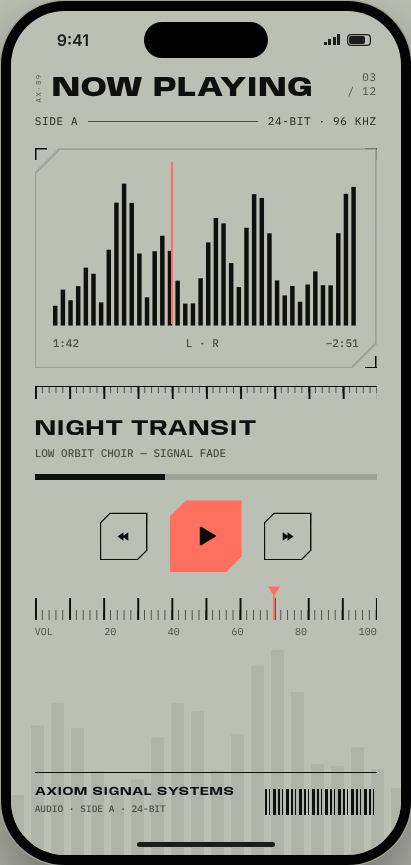 9:41
AX-09
NOW PLAYING
03
/ 12
SIDE A
24-BIT · 96 KHZ
1:42
L · R
−2:51
NIGHT TRANSIT
LOW ORBIT CHOIR — SIGNAL FADE
VOL 20 40 60 80 100
AXIOM SIGNAL SYSTEMS
AUDIO · SIDE A · 24-BIT